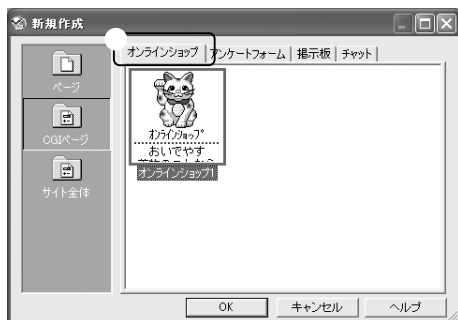 新規作成
オンラインショップ
アンケートフォーム
掲示板
チャット
ページ
CGIページ
サイト全体
オンラインショップ
おいでやす
オンラインショップ1
OK
キャンセル
ヘルプ